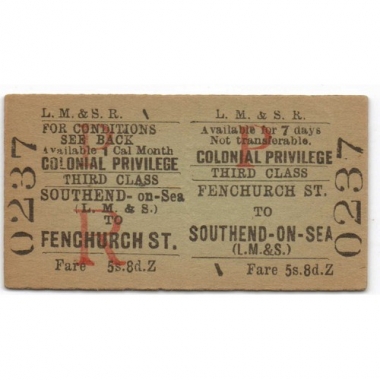 0237
L. M. & S. R.
FOR CONDITIONS
SEE BACK
Available 1 Cal Month
COLONIAL PRIVILEGE
THIRD CLASS
SOUTHEND-on-Sea
(L. M. & S.)
TO
FENCHURCH ST.
Fare 5s.8d.Z
R
L. M. & S. R.
Available for 7 days
Not transferable.
COLONIAL PRIVILEGE
THIRD CLASS
FENCHURCH ST.
TO
SOUTHEND-ON-SEA
(L.M.&S.)
Fare 5s.8d.Z
P
0237